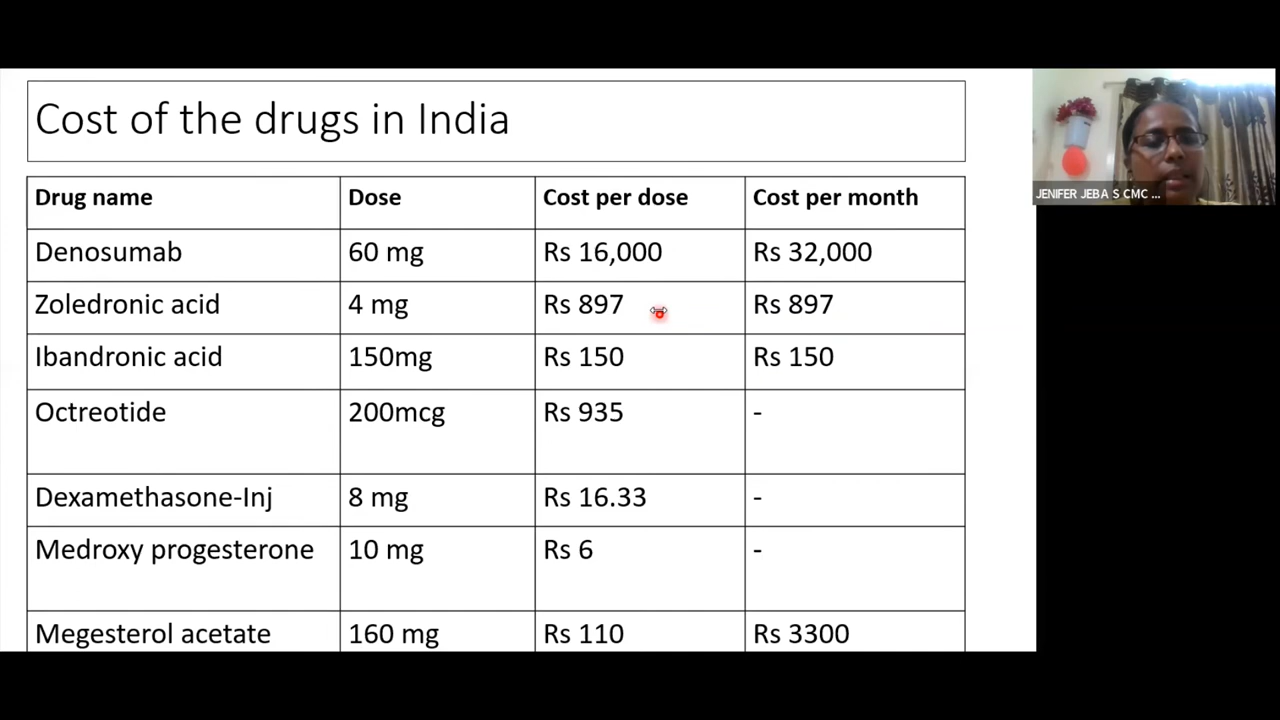 Cost of the drugs in India
Drug name Dose Cost per dose Cost per month
Denosumab 60 mg Rs 16,000 Rs 32,000
Zoledronic acid 4 mg Rs 897 Rs 897
Ibandronic acid 150mg Rs 150 Rs 150
Octreotide 200mcg Rs 935 -
Dexamethasone-Inj 8 mg Rs 16.33 -
Medroxy progesterone 10 mg Rs 6 -
Megesterol acetate 160 mg Rs 110 Rs 3300
JENIFER JEBA S CMC ...